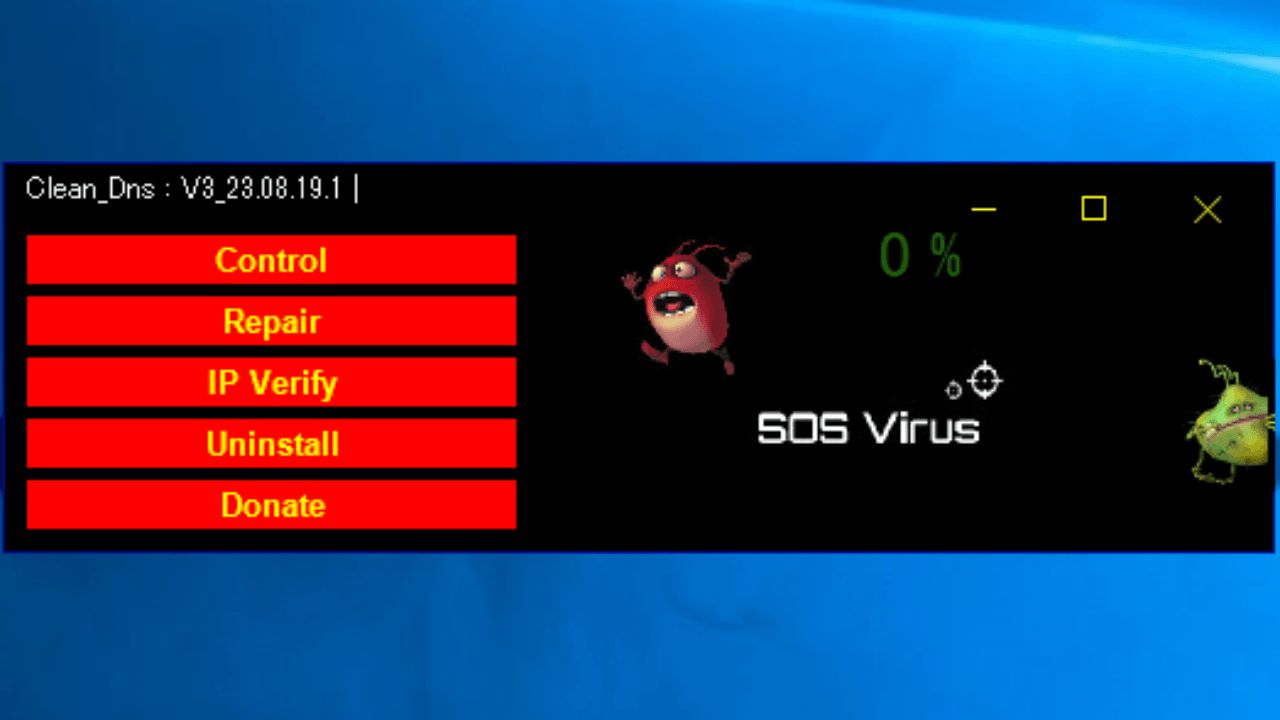 Clean_Dns : V3_23.08.19.1 |
Control
Repair
IP Verify
Uninstall
Donate
0 %
SOS Virus